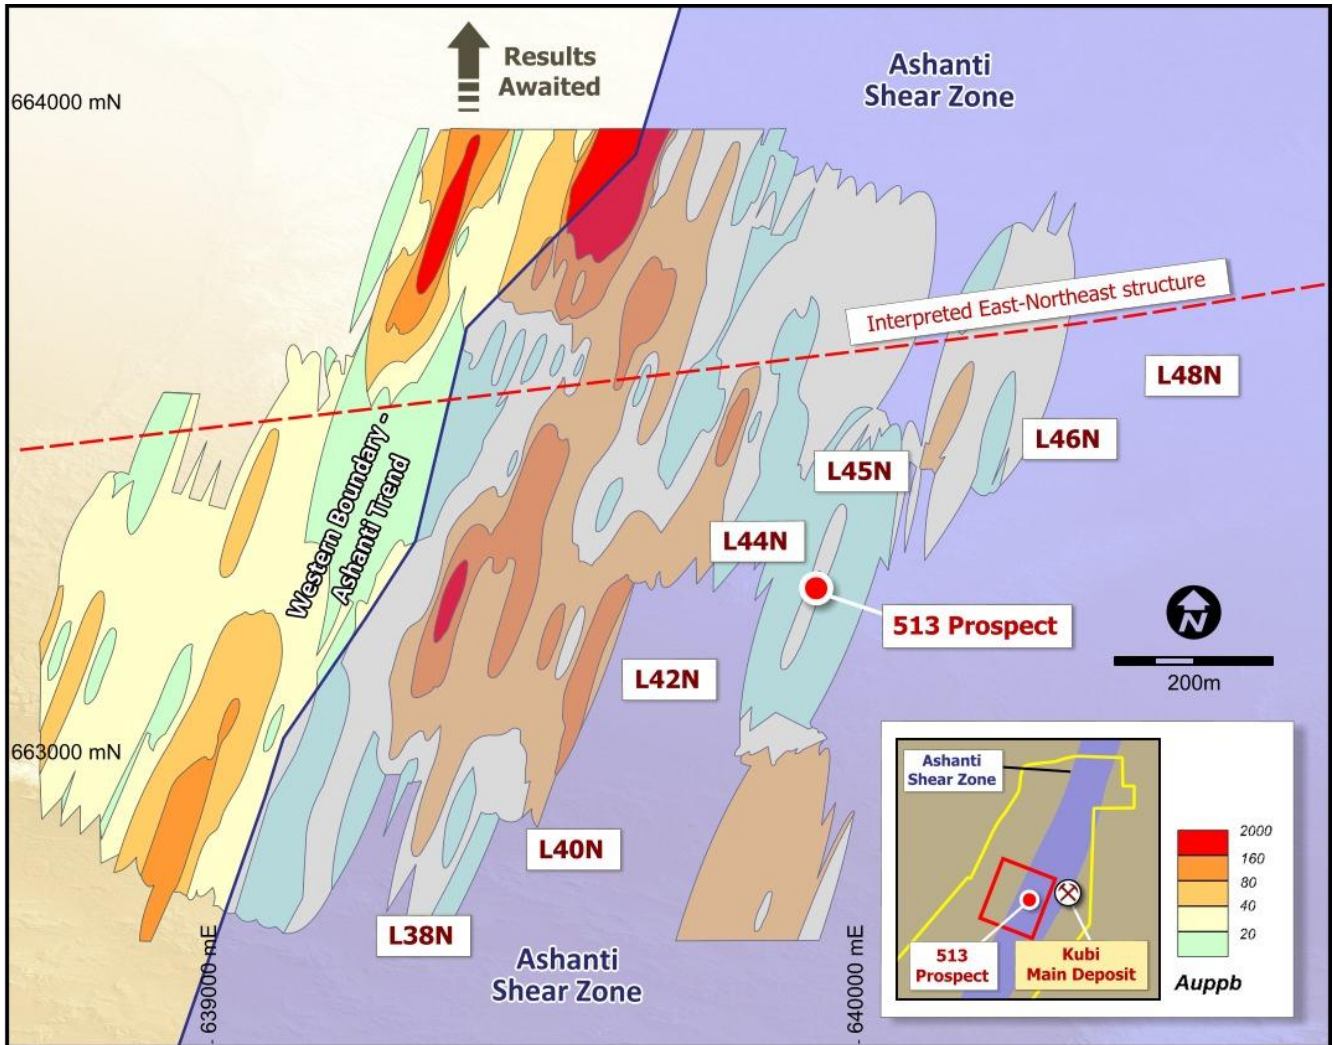 Results
Awaited
Ashanti
Shear Zone
664000 mN
Interpreted East-Northeast structure
L48N
L46N
L45N
Western Boundary -
Ashanti Trend
L44N
513 Prospect
N
L42N
200m
663000 mN
L40N
L38N
Ashanti
Shear Zone
639000 mE
640000 mE
Ashanti
Shear Zone
513
Prospect
Kubi
Main Deposit
2000
160
80
40
20
Auppb